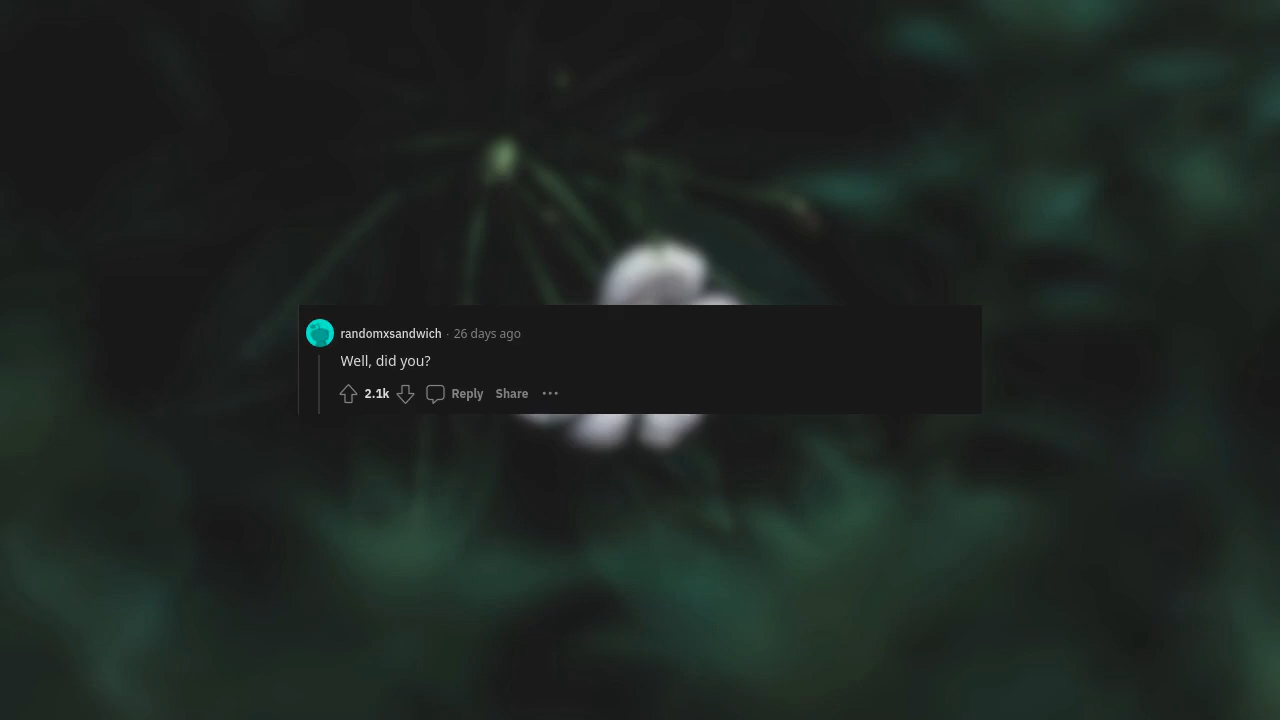 randomxsandwich · 26 days ago
Well, did you?
2.1k Reply Share ···